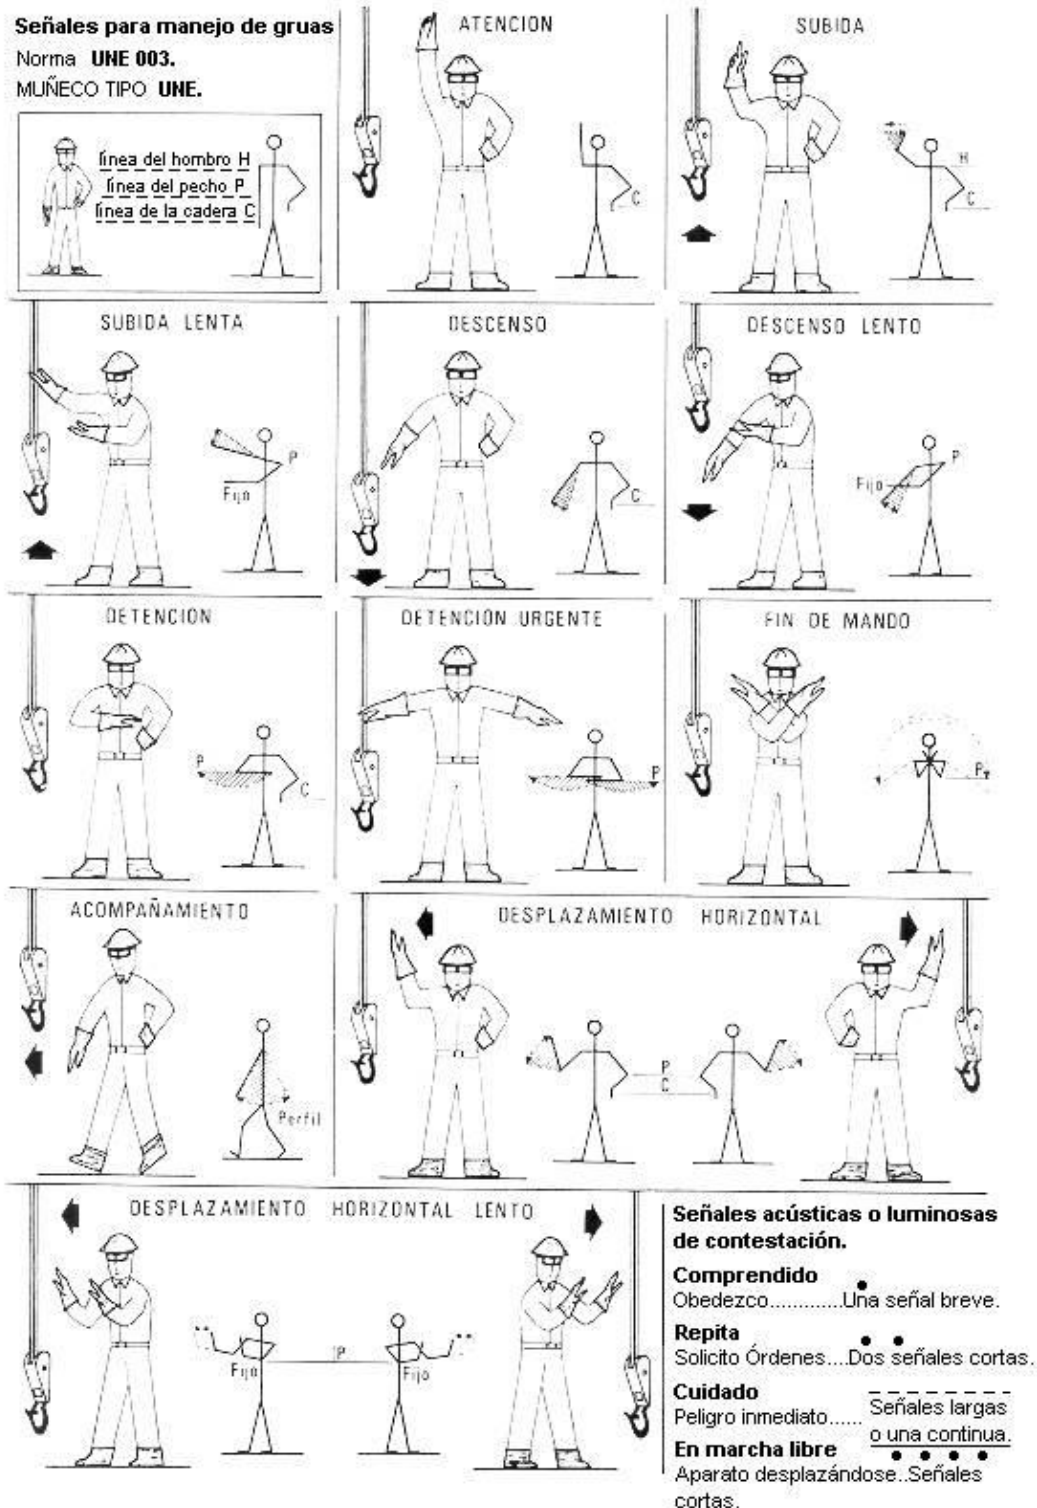 Señales para manejo de gruas
Norma UNE 003.
MUÑECO TIPO UNE.
línea del hombro H
línea del pecho P
línea de la cadera C
ATENCION
C
SUBIDA
H
C
SUBIDA LENTA
P
Fijo
DESCENSO
C
DESCENSO LENTO
P
Fijo
DETENCION
P
C
DETENCION URGENTE
P
FIN DE MANDO
P
ACOMPAÑAMIENTO
Perfil
DESPLAZAMIENTO HORIZONTAL
P
C
DESPLAZAMIENTO HORIZONTAL LENTO
P
Fijo
Fijo
Señales acústicas o luminosas
de contestación.
Comprendido
Obedezco.............Una señal breve.
Repita
Solicito Órdenes....Dos señales cortas.
Cuidado
Peligro inmediato...... Señales largas
o una continua.
En marcha libre
Aparato desplazándose..Señales
cortas.